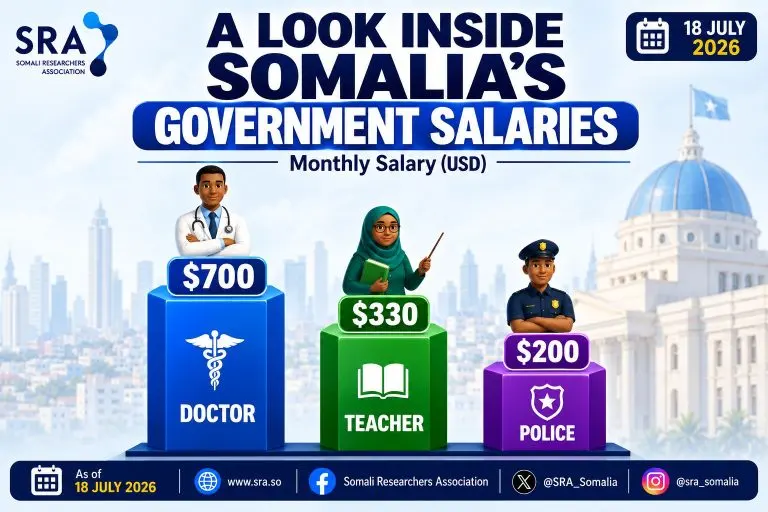 SRA
SOMALI RESEARCHERS
ASSOCIATION
A LOOK INSIDE
SOMALIA'S
GOVERNMENT SALARIES
Monthly Salary (USD)
18 JULY
2026
$700
DOCTOR
$330
TEACHER
$200
POLICE
As of
18 JULY 2026
www.sra.so
Somali Researchers Association
@SRA_Somalia
@sra_somalia